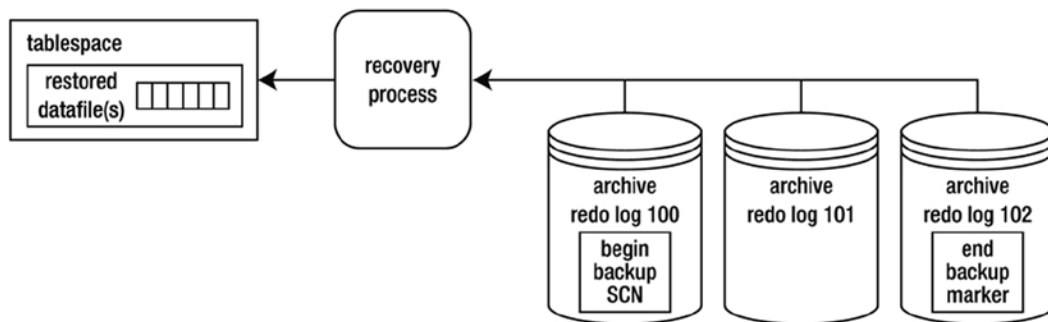 tablespace
restored
datafile(s)
recovery
process
archive
redo log 100
begin
backup
SCN
archive
redo log 101
archive
redo log 102
end
backup
marker